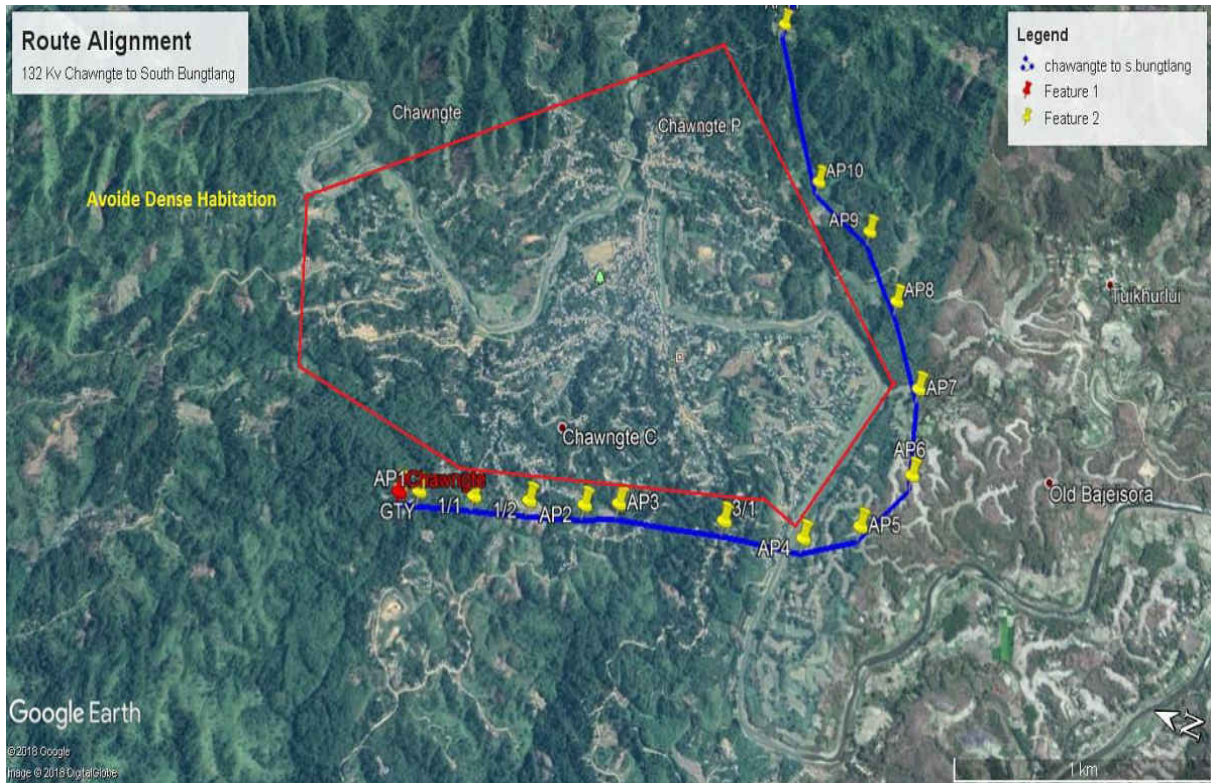 Route Alignment
132 Kv Chawngte to South Bungtlang
Legend
chawangte to s.bungtlang
Feature 1
Feature 2
Chawngte
Chawngte P
Avoide Dense Habitation
AP10
AP9
AP8
Tuikhurlui
AP7
Chawngte C
AP6
AP1 Chawngte
Old Bajeisora
GTY
1/1
1/2
AP2
AP3
3/1
AP4
AP5
Google Earth
N
©2018 Google
Image © 2018 DigitalGlobe
1 km